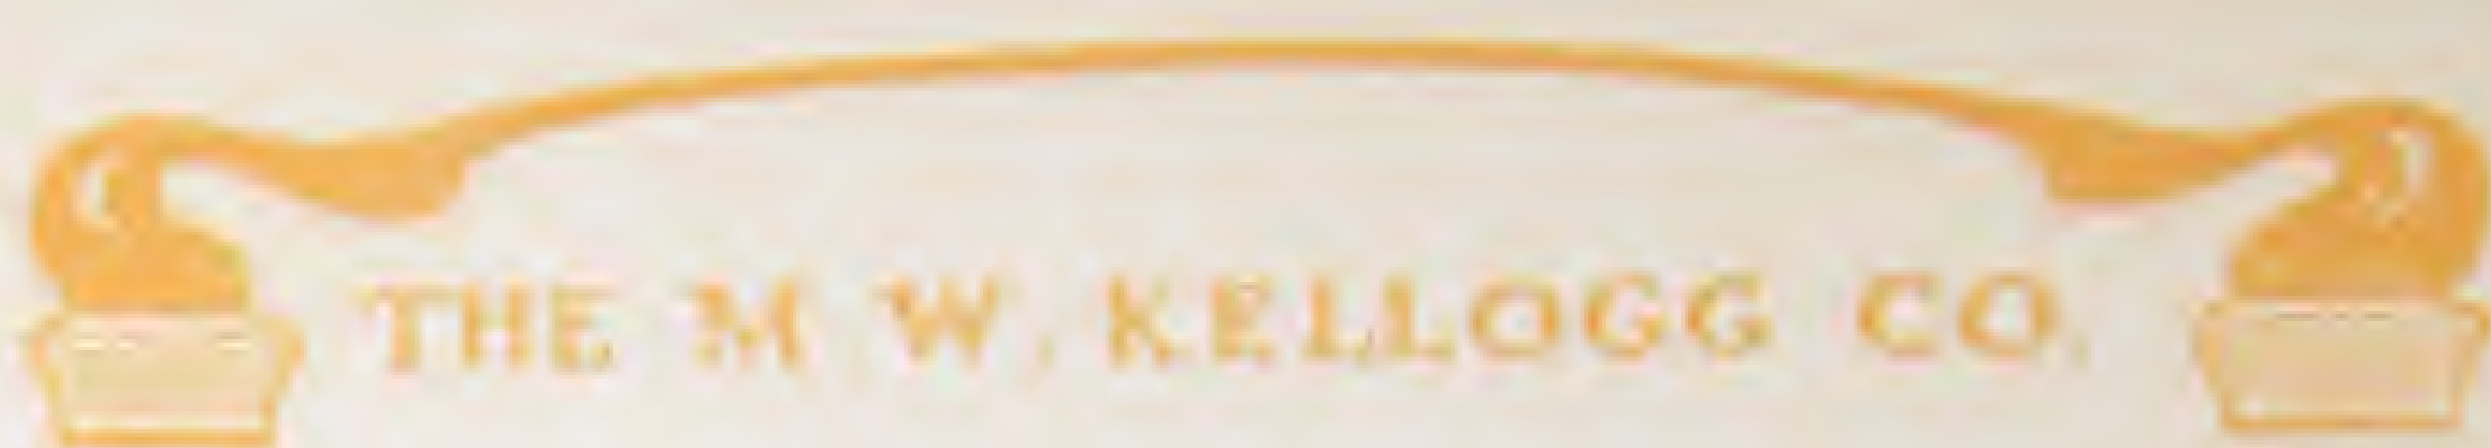 THE M W. KELLOGG CO.